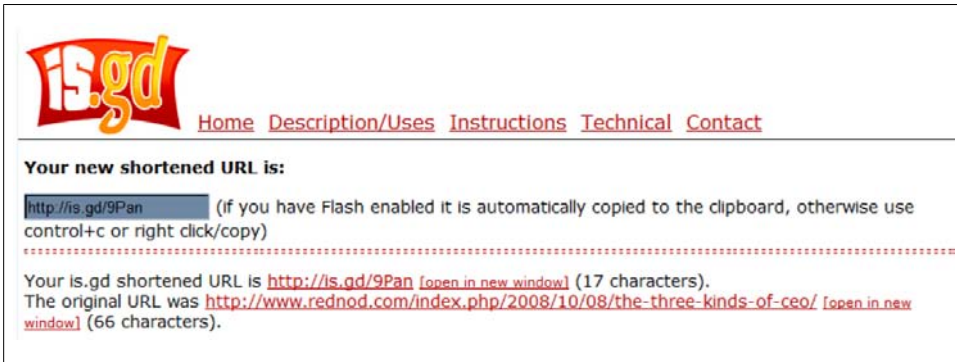 is.gd
Home Description/Uses Instructions Technical Contact
Your new shortened URL is:
http://is.gd/9Pan (if you have Flash enabled it is automatically copied to the clipboard, otherwise use
control+c or right click/copy)
Your is.gd shortened URL is http://is.gd/9Pan [open in new window] (17 characters).
The original URL was http://www.rednod.com/index.php/2008/10/08/the-three-kinds-of-ceo/ [open in new
window] (66 characters).